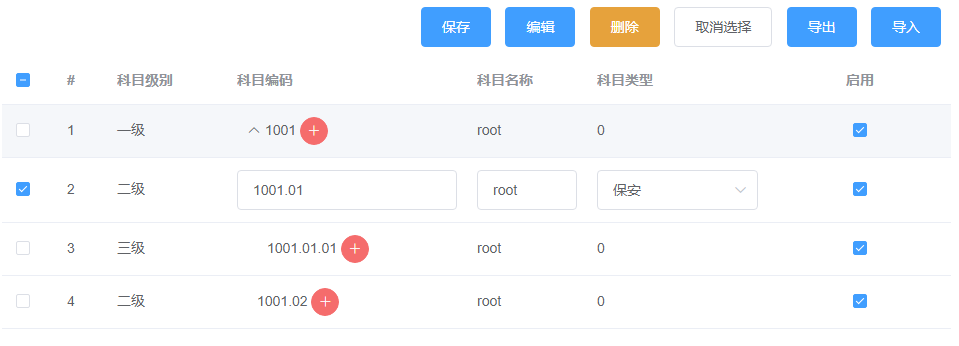 保存 编辑 删除 取消选择 导出 导入
# 科目级别 科目编码 科目名称 科目类型 启用
1 一级 1001 root 0
2 二级 1001.01 root 保安
3 三级 1001.01.01 root 0
4 二级 1001.02 root 0